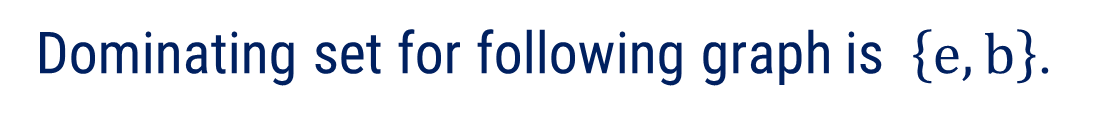 Dominating set for following graph is {e, b}.